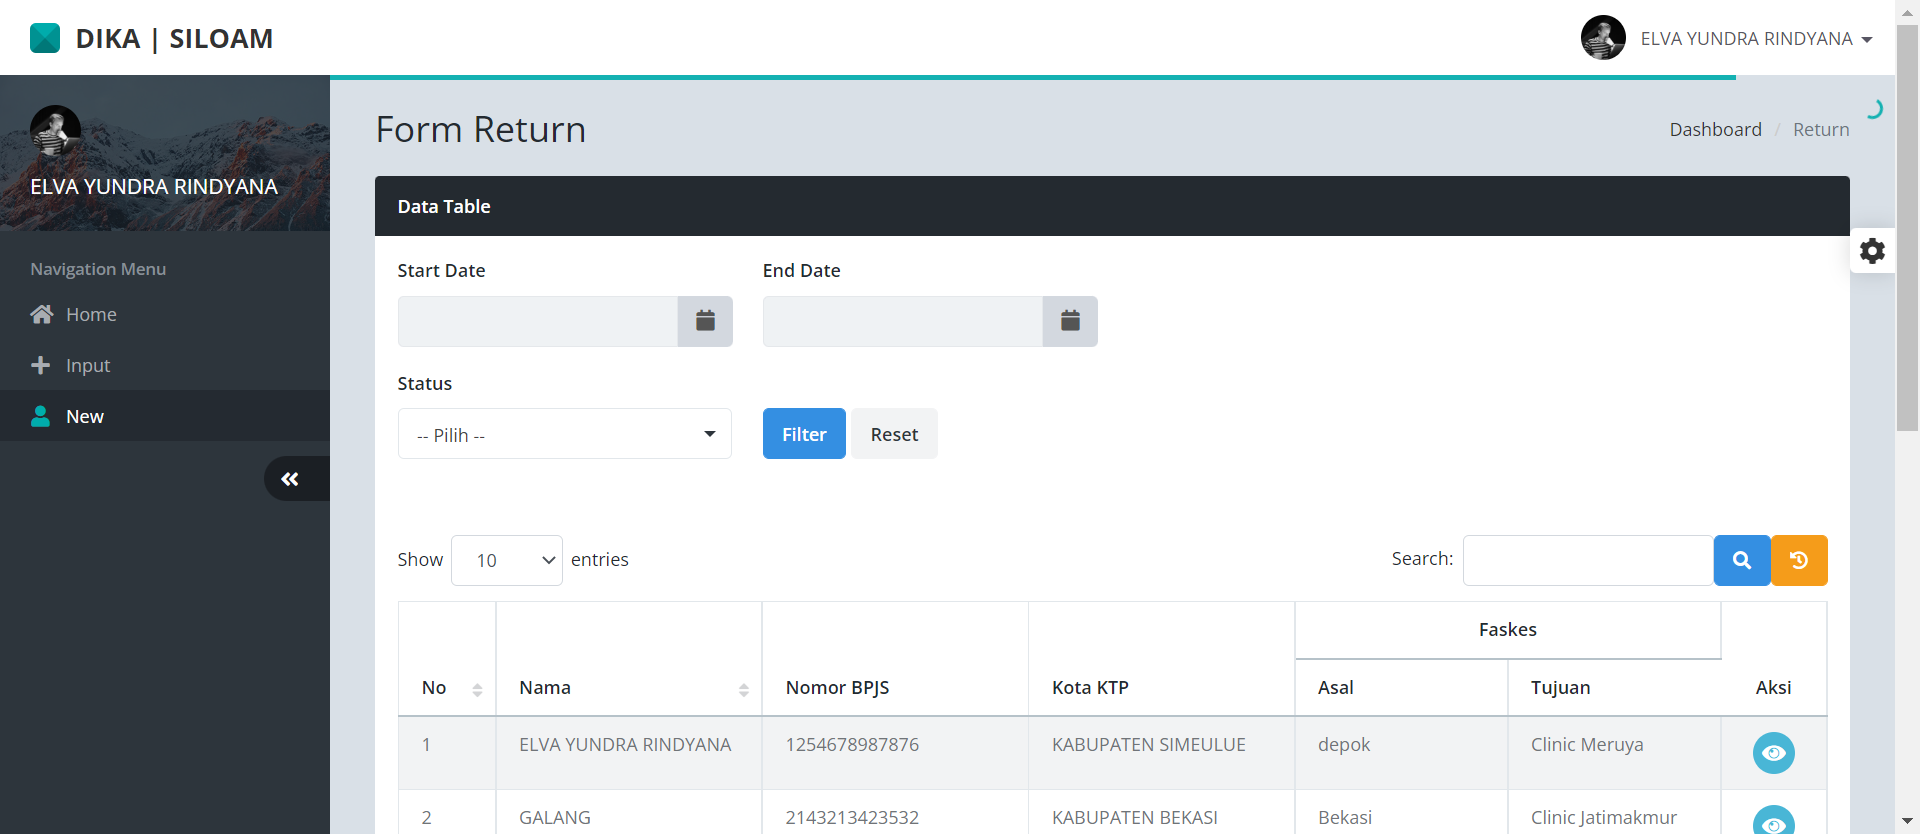 DIKA | SILOAM
ELVA YUNDRA RINDYANA
ELVA YUNDRA RINDYANA
Navigation Menu
Home
Input
New
Form Return
Dashboard / Return
Data Table
Start Date
End Date
Status
-- Pilih --
Filter
Reset
Show 10 entries
Search:
Faskes
No Nama Nomor BPJS Kota KTP Asal Tujuan Aksi
1 ELVA YUNDRA RINDYANA 1254678987876 KABUPATEN SIMEULUE depok Clinic Meruya
2 GALANG 2143213423532 KABUPATEN BEKASI Bekasi Clinic Jatimakmur